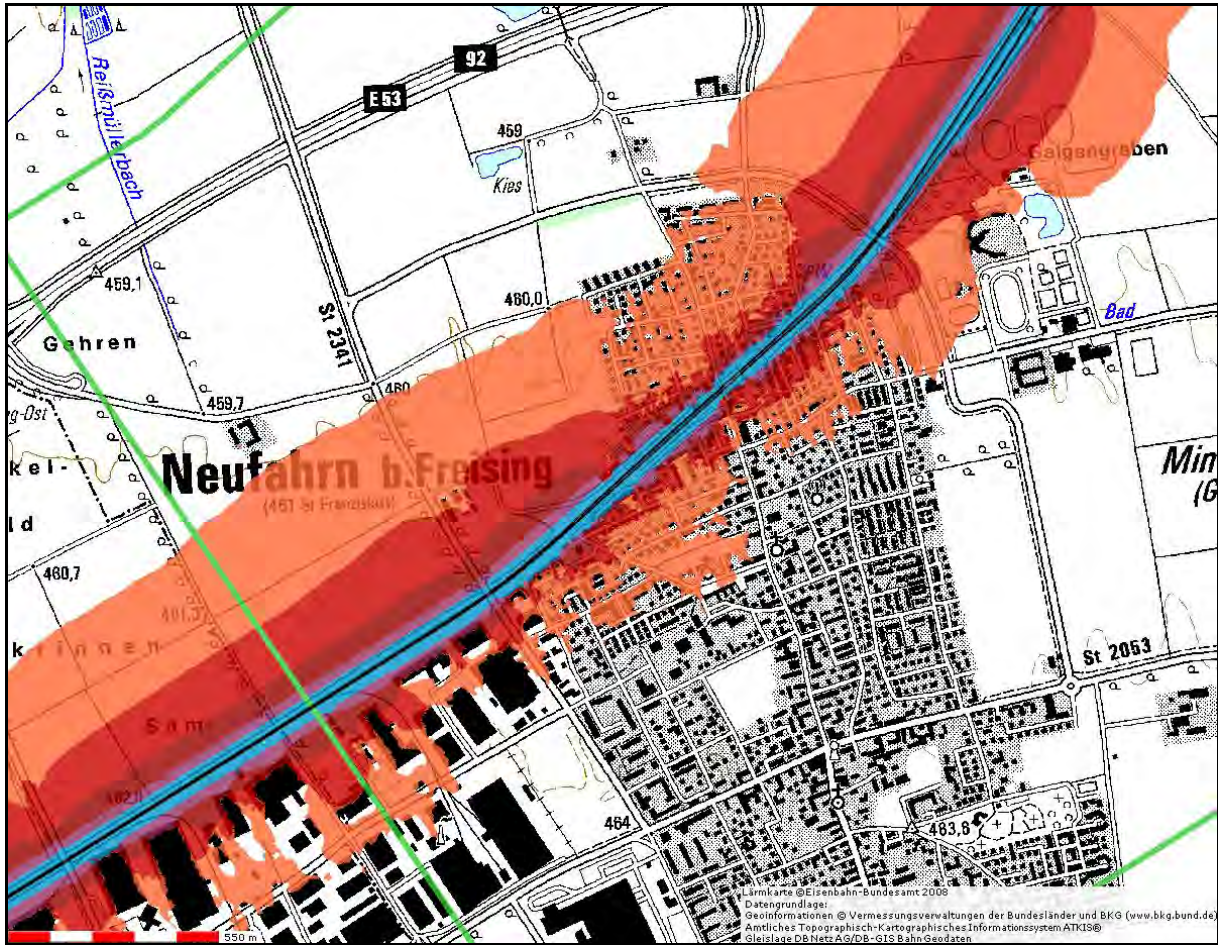 Reißmüllerbach
92
E53
459
Kies
Galgengraben
459,1
460,0
Bad
St 2341
Gehren
460
g-Ost
459,7
kel-
Neufahrn b.Freising
(461 St Franziskus)
Min
(G
ld
460,7
461,3
krinnen
St 2053
Sam
462,0
464
463,6
Lärmkarte ©Eisenbahn-Bundesamt 2008
Datengrundlage:
Geoinformationen © Vermessungsverwaltungen der Bundesländer und BKG (www.bkg.bund.de)
Amtliches Topographisch-Kartographisches Informationssystem ATKIS®
Gleislage DB Netz AG/DB-GIS BahnGeodaten
550 m